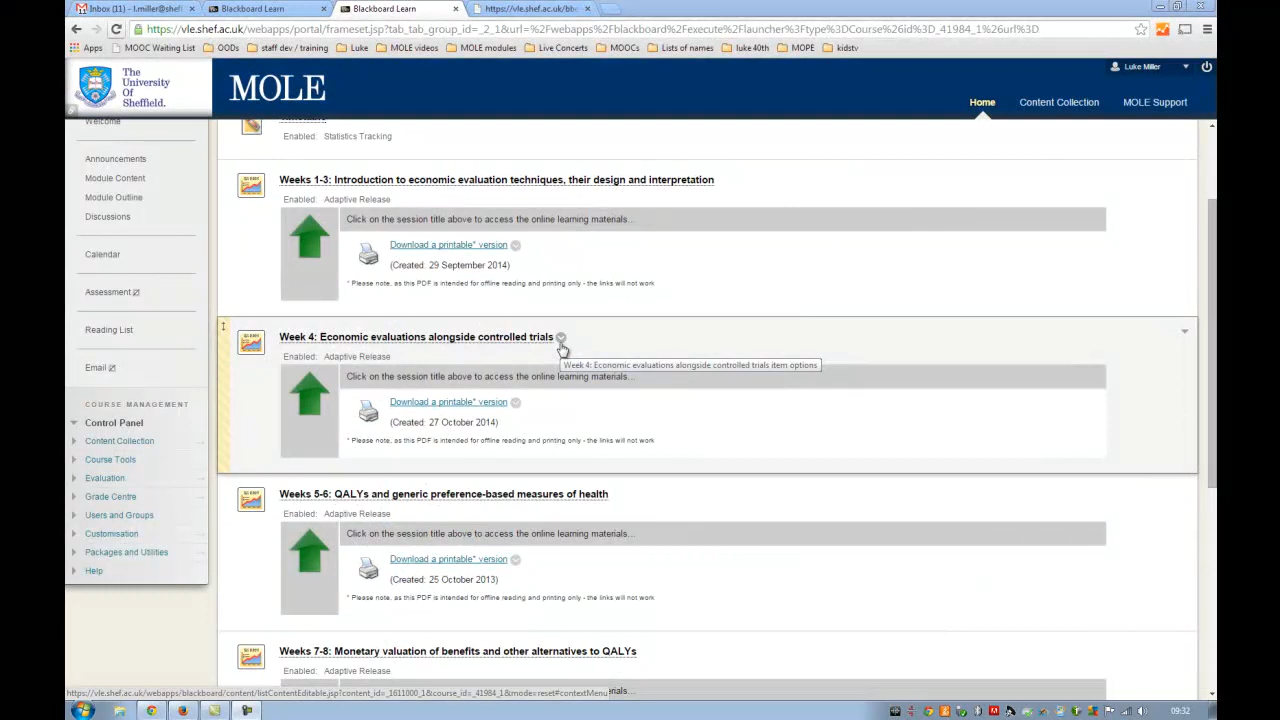 Inbox (11) - l.miller@shef
Blackboard Learn
Blackboard Learn
https://vle.shef.ac.uk/bbc
https://vle.shef.ac.uk/webapps/portal/frameset.jsp?tab_tab_group_id=_2_1&url=%2Fwebapps%2Fblackboard%2Fexecute%2Flauncher%3Ftype%3DCourse%26id%3D_41984_1%26url%3D
Apps
MOOC Waiting List
OODs
staff dev / training
Luke
MOLE videos
MOLE modules
Live Concerts
MOOCs
Lists of names
luke 40th
MOPE
kidstv
The
University
Of
Sheffield.
MOLE
Luke Miller
Home
Content Collection
MOLE Support
Welcome
Announcements
Module Content
Module Outline
Discussions
Calendar
Assessment
Reading List
Email
COURSE MANAGEMENT
Control Panel
Content Collection
Course Tools
Evaluation
Grade Centre
Users and Groups
Customisation
Packages and Utilities
Help
Enabled: Statistics Tracking
Weeks 1-3: Introduction to economic evaluation techniques, their design and interpretation
Enabled: Adaptive Release
Click on the session title above to access the online learning materials...
Download a printable* version
(Created: 29 September 2014)
* Please note, as this PDF is intended for offline reading and printing only - the links will not work
Week 4: Economic evaluations alongside controlled trials
Week 4: Economic evaluations alongside controlled trials item options
Enabled: Adaptive Release
Click on the session title above to access the online learning materials...
Download a printable* version
(Created: 27 October 2014)
* Please note, as this PDF is intended for offline reading and printing only - the links will not work
Weeks 5-6: QALYs and generic preference-based measures of health
Enabled: Adaptive Release
Click on the session title above to access the online learning materials...
Download a printable* version
(Created: 25 October 2013)
* Please note, as this PDF is intended for offline reading and printing only - the links will not work
Weeks 7-8: Monetary valuation of benefits and other alternatives to QALYs
Enabled: Adaptive Release
ials...
https://vle.shef.ac.uk/webapps/blackboard/content/listContentEditable.jsp?content_id=_1611000_1&course_id=_41984_1&mode=reset#contextMenu
09:32